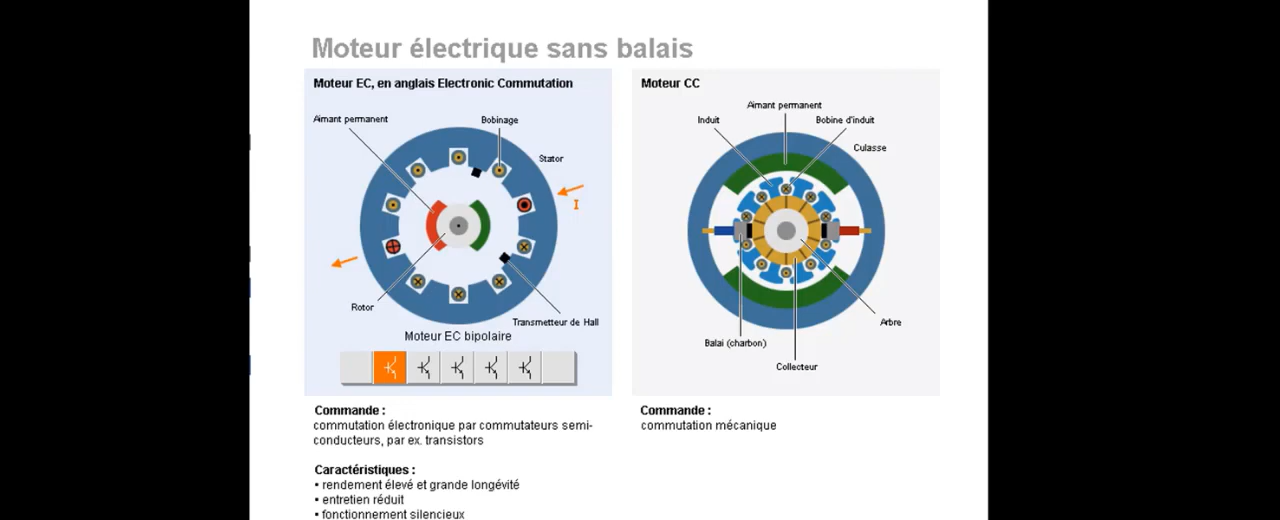 Moteur électrique sans balais
Moteur EC, en anglais Electronic Commutation
Aimant permanent
Bobinage
Stator
I
Rotor
Transmetteur de Hall
Moteur EC bipolaire
Commande :
commutation électronique par commutateurs semi-
conducteurs, par ex. transistors
Caractéristiques :
▪ rendement élevé et grande longévité
▪ entretien réduit
▪ fonctionnement silencieux
Moteur CC
Aimant permanent
Induit
Bobine d'induit
Culasse
Arbre
Balai (charbon)
Collecteur
Commande :
commutation mécanique